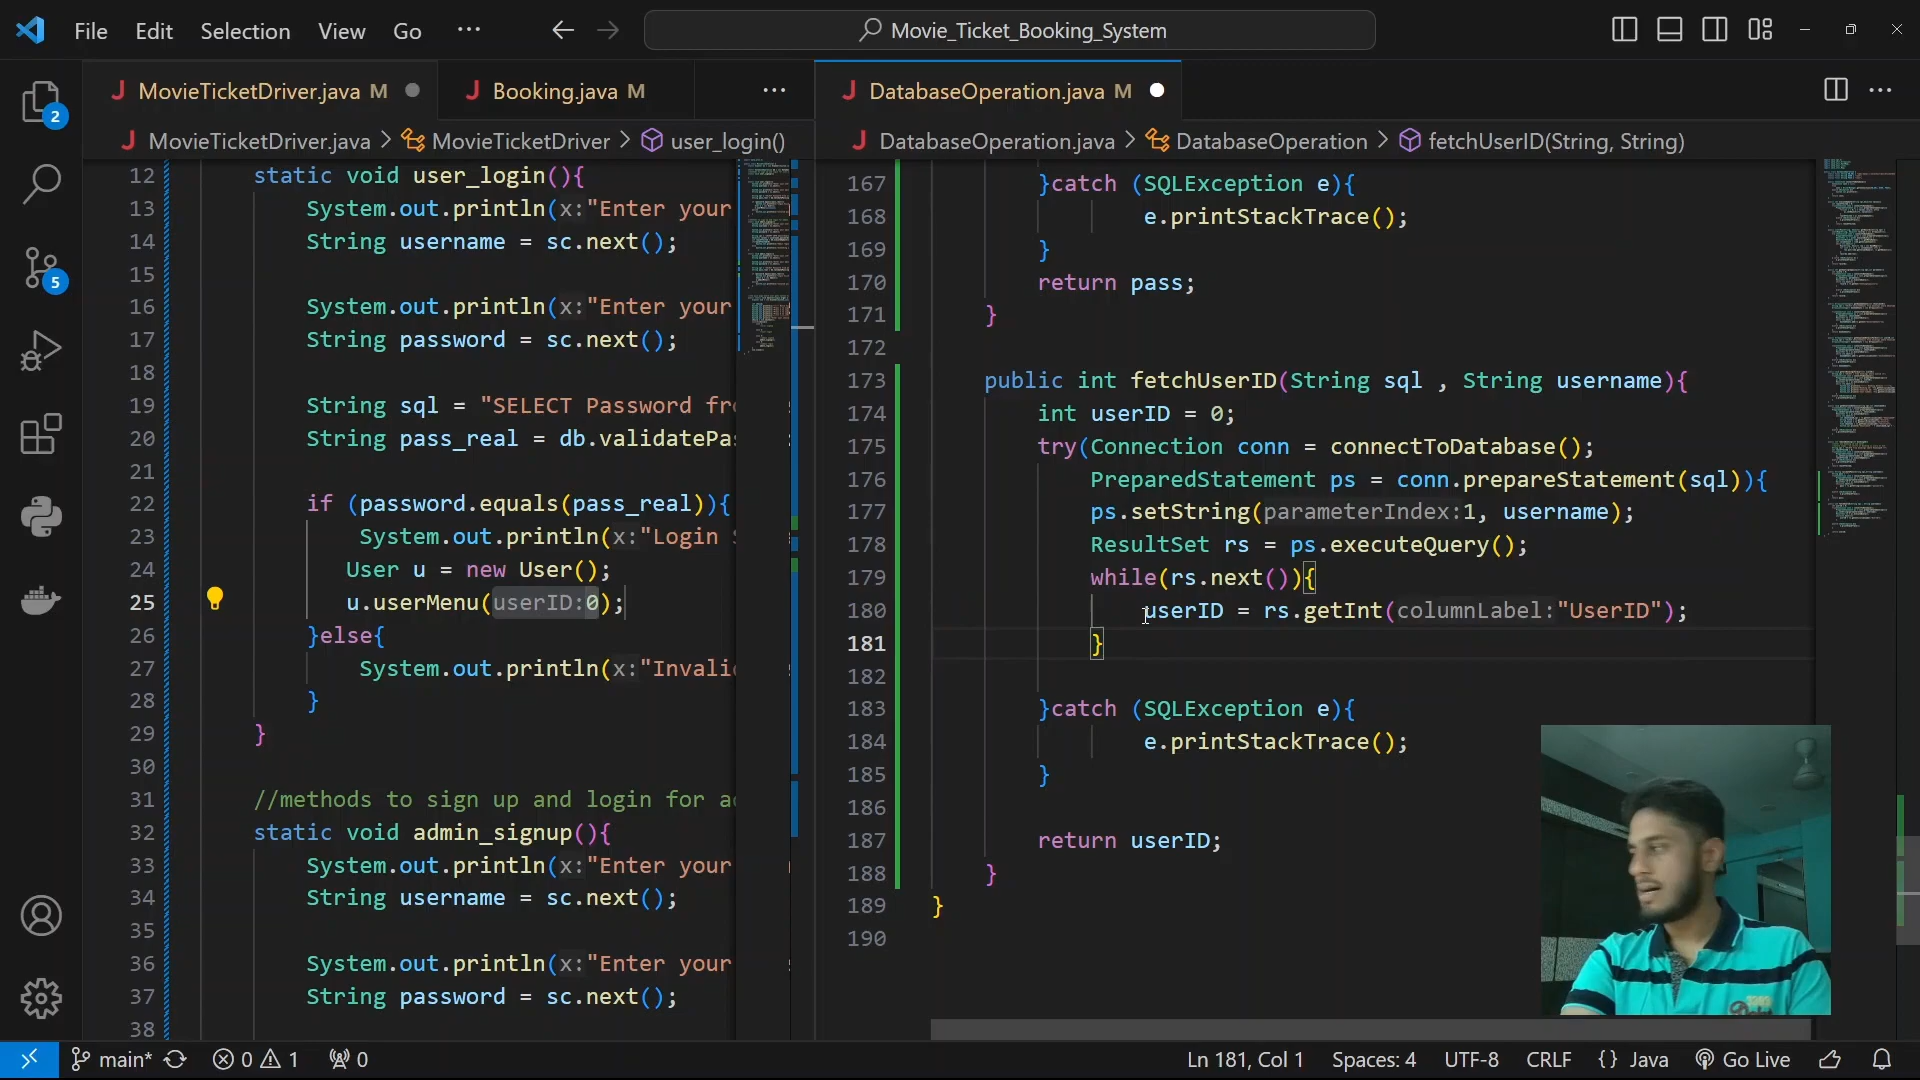 File Edit Selection View Go ··· Movie_Ticket_Booking_System
MovieTicketDriver.java M
Booking.java M
MovieTicketDriver.java > MovieTicketDriver > user_login()
12 static void user_login(){
13 System.out.println(x:"Enter your
14 String username = sc.next();
15
16 System.out.println(x:"Enter your
17 String password = sc.next();
18
19 String sql = "SELECT Password fr
20 String pass_real = db.validatePa
21
22 if (password.equals(pass_real)){
23 System.out.println(x:"Login
24 User u = new User();
25 u.userMenu(userID:0);
26 }else{
27 System.out.println(x:"Invali
28 }
29 }
30
31 //methods to sign up and login for a
32 static void admin_signup(){
33 System.out.println(x:"Enter your
34 String username = sc.next();
35
36 System.out.println(x:"Enter your
37 String password = sc.next();
38
DatabaseOperation.java M
DatabaseOperation.java > DatabaseOperation > fetchUserID(String, String)
167 }catch (SQLException e){
168 e.printStackTrace();
169 }
170 return pass;
171 }
172
173 public int fetchUserID(String sql , String username){
174 int userID = 0;
175 try(Connection conn = connectToDatabase();
176 PreparedStatement ps = conn.prepareStatement(sql)){
177 ps.setString(parameterIndex:1, username);
178 ResultSet rs = ps.executeQuery();
179 while(rs.next()){
180 userID = rs.getInt(columnLabel:"UserID");
181 }
182
183 }catch (SQLException e){
184 e.printStackTrace();
185 }
186
187 return userID;
188 }
189 }
190
2
5
main* 0 1 0
Ln 181, Col 1 Spaces: 4 UTF-8 CRLF {} Java Go Live